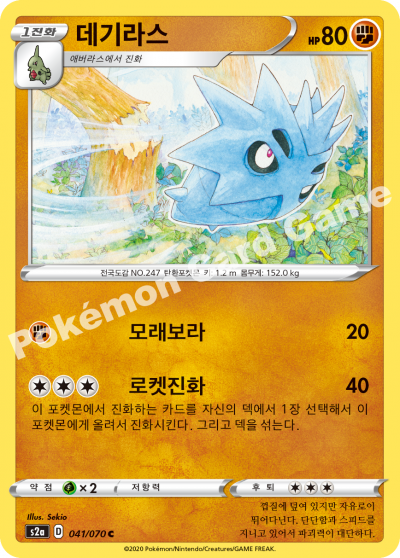 1진화
데기라스
HP80
애버라스에서 진화
전국도감 NO.247 탄환포켓몬 키: 1.2 m 몸무게: 152.0 kg
Pokémon Card Game
모래보라 20
로켓진화 40
이 포켓몬에서 진화하는 카드를 자신의 덱에서 1장 선택해서 이
포켓몬에게 올려서 진화시킨다. 그리고 덱을 섞는다.
약점 ×2 저항력 후퇴
Illus. Sekio
s2a D 041/070 C
껍질에 덮여 있지만 자유로이
뛰어다닌다. 단단함과 스피드를
지니고 있어서 파괴력이 대단하다.
©2020 Pokémon/Nintendo/Creatures/GAME FREAK.